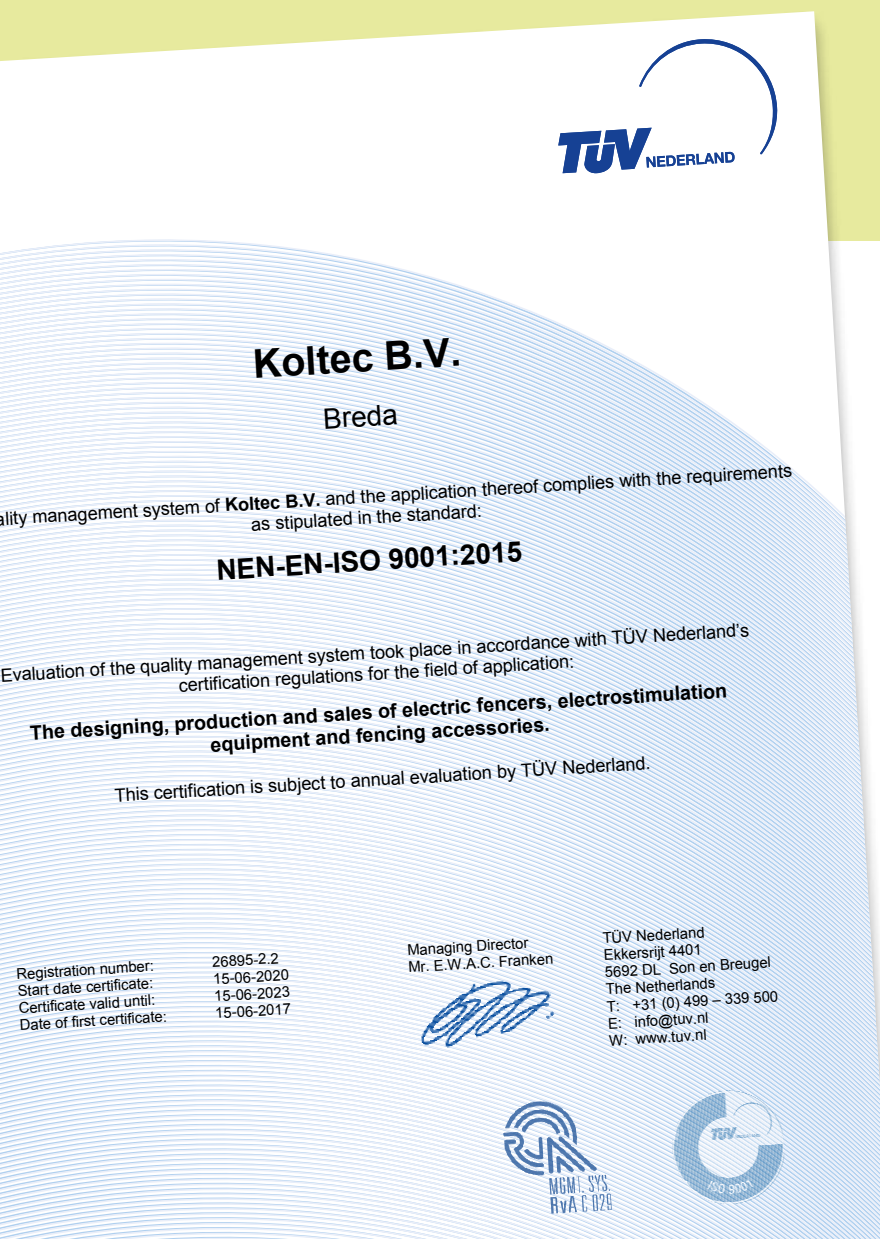 TÜV NEDERLAND
Koltec B.V.
Breda
ality management system of Koltec B.V. and the application thereof complies with the requirements
as stipulated in the standard:
NEN-EN-ISO 9001:2015
Evaluation of the quality management system took place in accordance with TÜV Nederland’s
certification regulations for the field of application:
The designing, production and sales of electric fencers, electrostimulation
equipment and fencing accessories.
This certification is subject to annual evaluation by TÜV Nederland.
Registration number: 26895-2.2
Start date certificate: 15-06-2020
Certificate valid until: 15-06-2023
Date of first certificate: 15-06-2017
Managing Director
Mr. E.W.A.C. Franken
TÜV Nederland
Ekkersrijt 4401
5692 DL Son en Breugel
The Netherlands
T: +31 (0) 499 – 339 500
E: info@tuv.nl
W: www.tuv.nl
RvA
MGMT. SYS.
RvA C 028
TÜV
ISO 9001